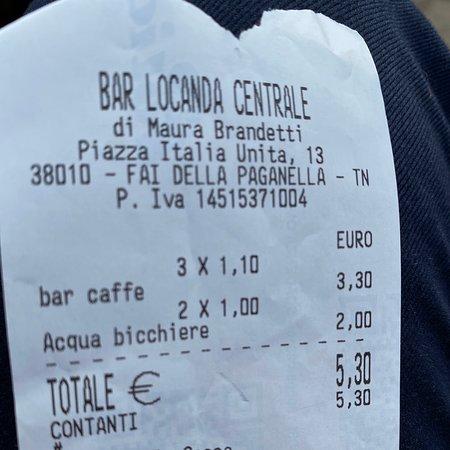 BAR LOCANDA CENTRALE
di Maura Brandetti
Piazza Italia Unita, 13
38010 - FAI DELLA PAGANELLA - TN
P. Iva 14515371004
EURO
3 X 1,10
bar caffe 3,30
2 X 1,00
Acqua bicchiere 2,00
TOTALE € 5,30
CONTANTI 5,30
#